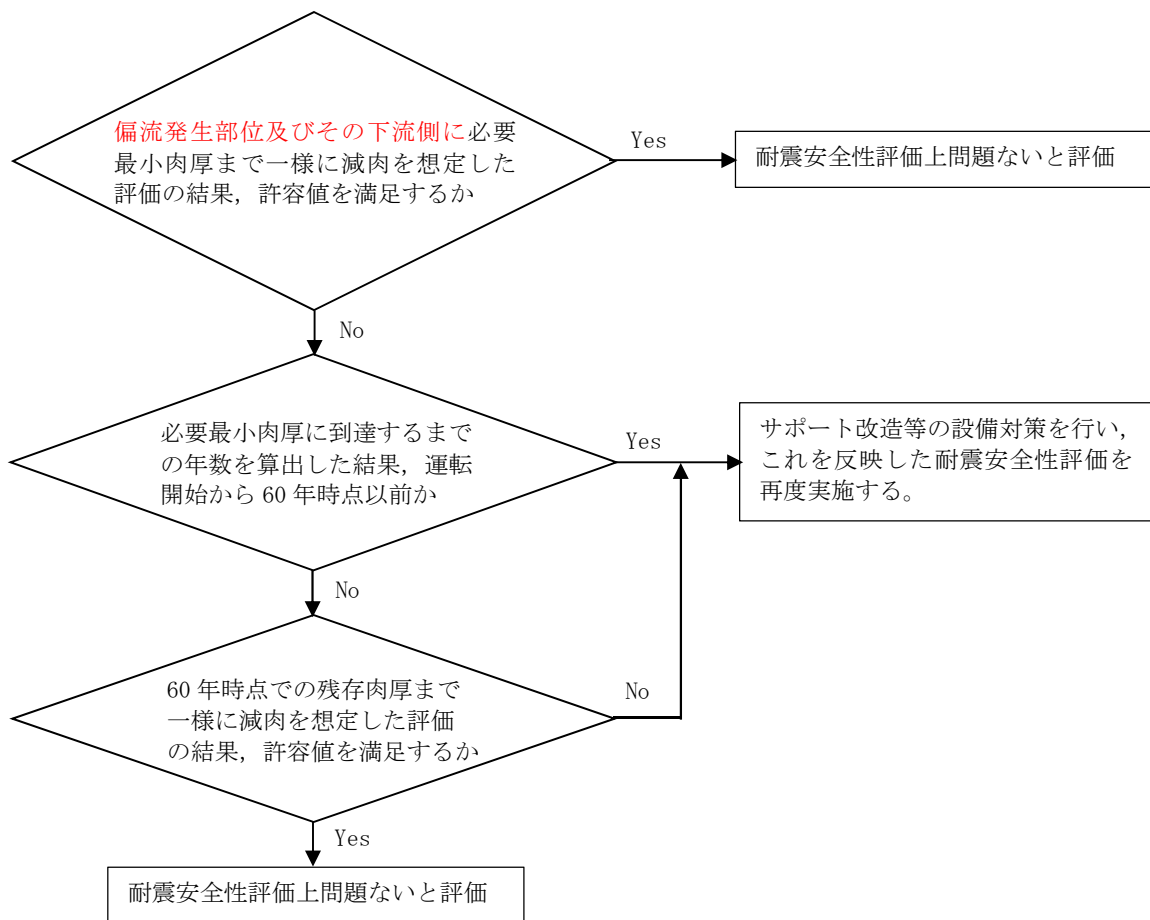 偏流発生部位及びその下流側に必要
最小肉厚まで一様に減肉を想定した
評価の結果，許容値を満足するか
Yes
耐震安全性評価上問題ないと評価
No
必要最小肉厚に到達するまで
の年数を算出した結果，運転
開始から 60 年時点以前か
Yes
サポート改造等の設備対策を行い，
これを反映した耐震安全性評価を
再度実施する。
No
60 年時点での残存肉厚まで
一様に減肉を想定した評価
の結果，許容値を満足するか
No
Yes
耐震安全性評価上問題ないと評価